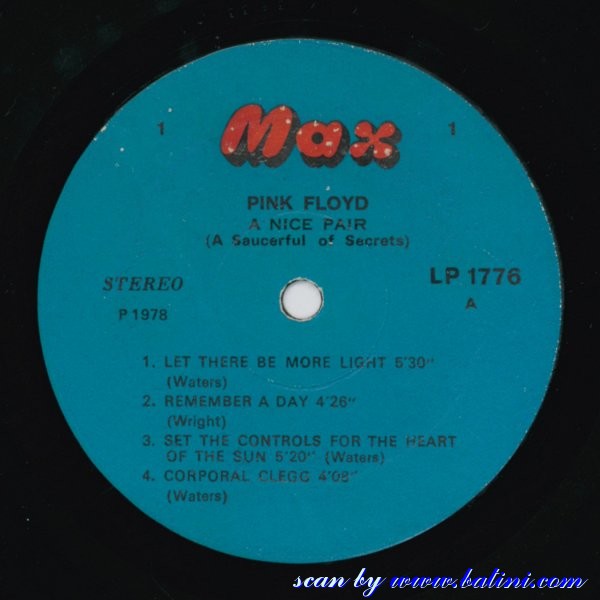 Max
1 1
PINK FLOYD
A NICE PAIR
(A Saucerful of Secrets)
STEREO
LP 1776
P 1978
A
1. LET THERE BE MORE LIGHT 5'30"
(Waters)
2. REMEMBER A DAY 4'26"
(Wright)
3. SET THE CONTROLS FOR THE HEART
OF THE SUN 5'20" (Waters)
4. CORPORAL CLEGG 4'08"
(Waters)
scan by www.batini.com